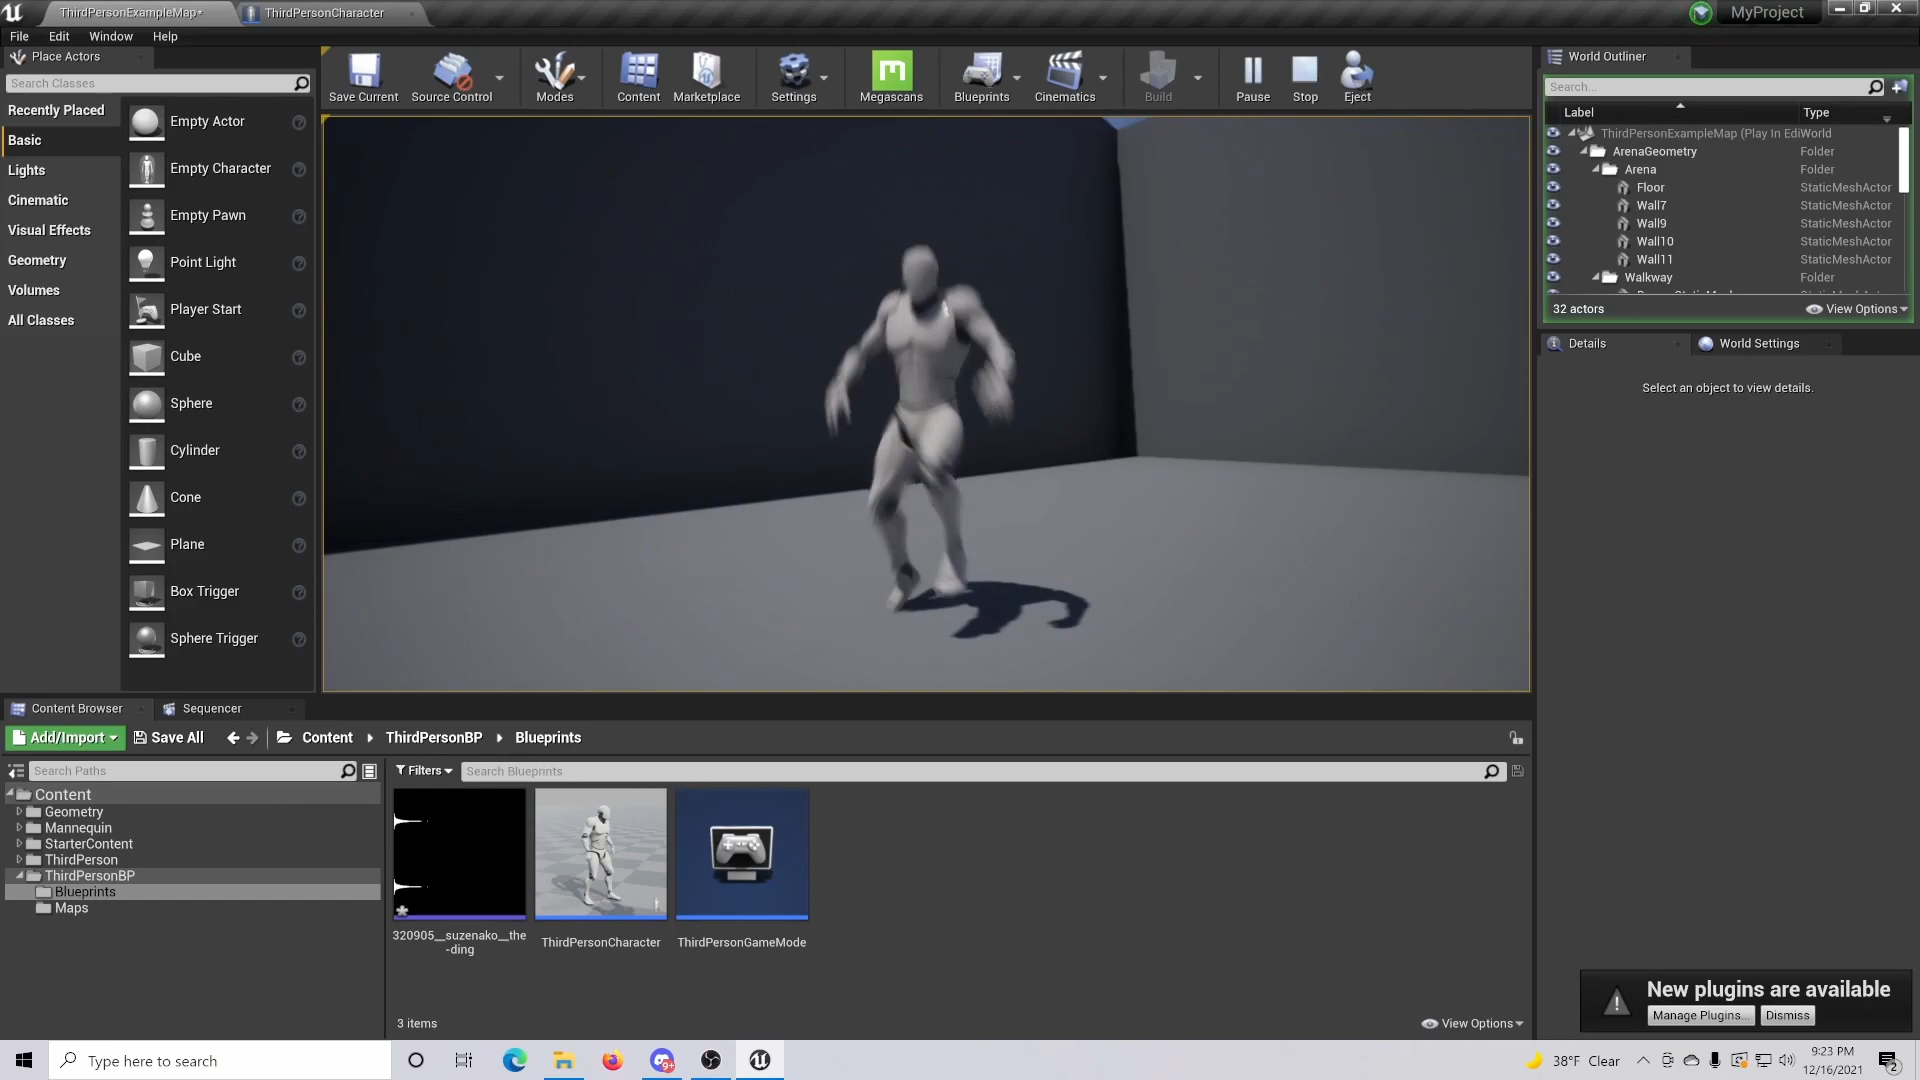 ThirdPersonExampleMap*
ThirdPersonCharacter
MyProject
File
Edit
Window
Help
Place Actors
Search Classes
Recently Placed
Basic
Lights
Cinematic
Visual Effects
Geometry
Volumes
All Classes
Empty Actor
Empty Character
Empty Pawn
Point Light
Player Start
Cube
Sphere
Cylinder
Cone
Plane
Box Trigger
Sphere Trigger
Save Current
Source Control
Modes
Content
Marketplace
Settings
Megascans
Blueprints
Cinematics
Build
Pause
Stop
Eject
World Outliner
Search...
Label
Type
ThirdPersonExampleMap (Play In Edi World
ArenaGeometry Folder
Arena Folder
Floor StaticMeshActor
Wall7 StaticMeshActor
Wall9 StaticMeshActor
Wall10 StaticMeshActor
Wall11 StaticMeshActor
Walkway Folder
32 actors
View Options
Details
World Settings
Select an object to view details.
Content Browser
Sequencer
Add/Import
Save All
Content
ThirdPersonBP
Blueprints
Search Paths
Filters
Search Blueprints
Content
Geometry
Mannequin
StarterContent
ThirdPerson
ThirdPersonBP
Blueprints
Maps
320905__suzenako__the
-ding
ThirdPersonCharacter
ThirdPersonGameMode
3 items
View Options
New plugins are available
Manage Plugins...
Dismiss
Type here to search
9+
38°F Clear
9:23 PM
12/16/2021
2